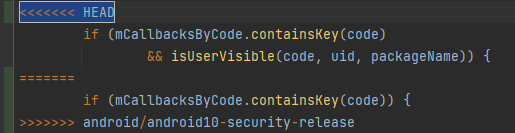 <<<<<<< HEAD
if (mCallbacksByCode.containsKey(code)
&& isUserVisible(code, uid, packageName)) {
=======
if (mCallbacksByCode.containsKey(code)) {
>>>>>>> android/android10-security-release